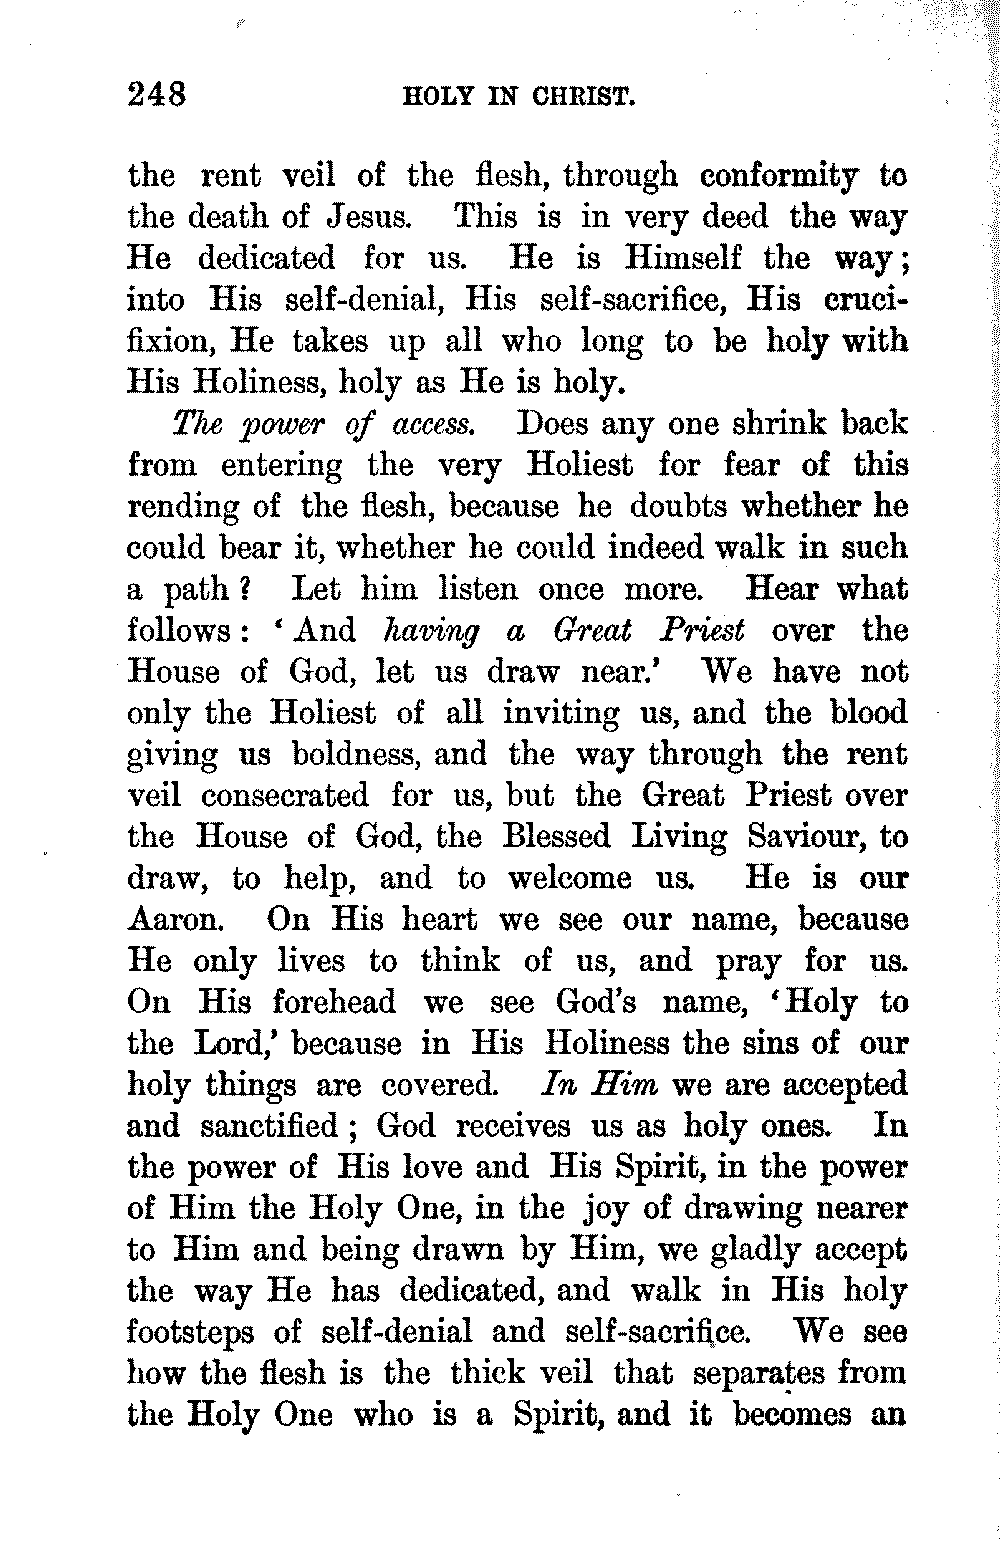 248 HOLY IN CHRIST.
the rent veil of the flesh, through conformity to
the death of Jesus. This is in very deed the way
He dedicated for us. He is Himself the way;
into His self-denial, His self-sacrifice, His cruci-
fixion, He takes up all who long to be holy with
His Holiness, holy as He is holy.
The power of access. Does any one shrink back
from entering the very Holiest for fear of this
rending of the flesh, because he doubts whether he
could bear it, whether he could indeed walk in such
a path? Let him listen once more. Hear what
follows: 'And having a Great Priest over the
House of God, let us draw near.' We have not
only the Holiest of all inviting us, and the blood
giving us boldness, and the way through the rent
veil consecrated for us, but the Great Priest over
the House of God, the Blessed Living Saviour, to
draw, to help, and to welcome us. He is our
Aaron. On His heart we see our name, because
He only lives to think of us, and pray for us.
On His forehead we see God's name, 'Holy to
the Lord,' because in His Holiness the sins of our
holy things are covered. In Him we are accepted
and sanctified; God receives us as holy ones. In
the power of His love and His Spirit, in the power
of Him the Holy One, in the joy of drawing nearer
to Him and being drawn by Him, we gladly accept
the way He has dedicated, and walk in His holy
footsteps of self-denial and self-sacrifice. We see
how the flesh is the thick veil that separates from
the Holy One who is a Spirit, and it becomes an